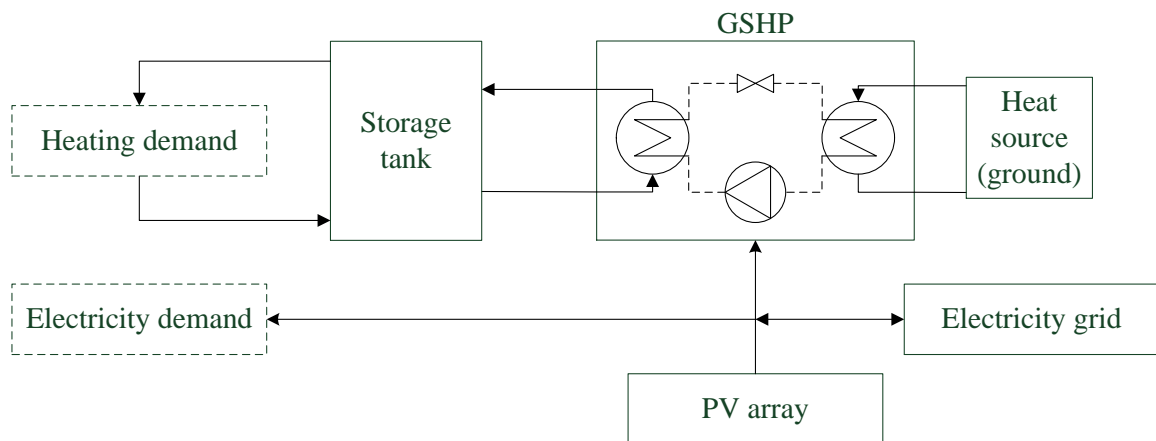 GSHP
Heating demand
Storage
tank
Heat
source
(ground)
Electricity demand
Electricity grid
PV array